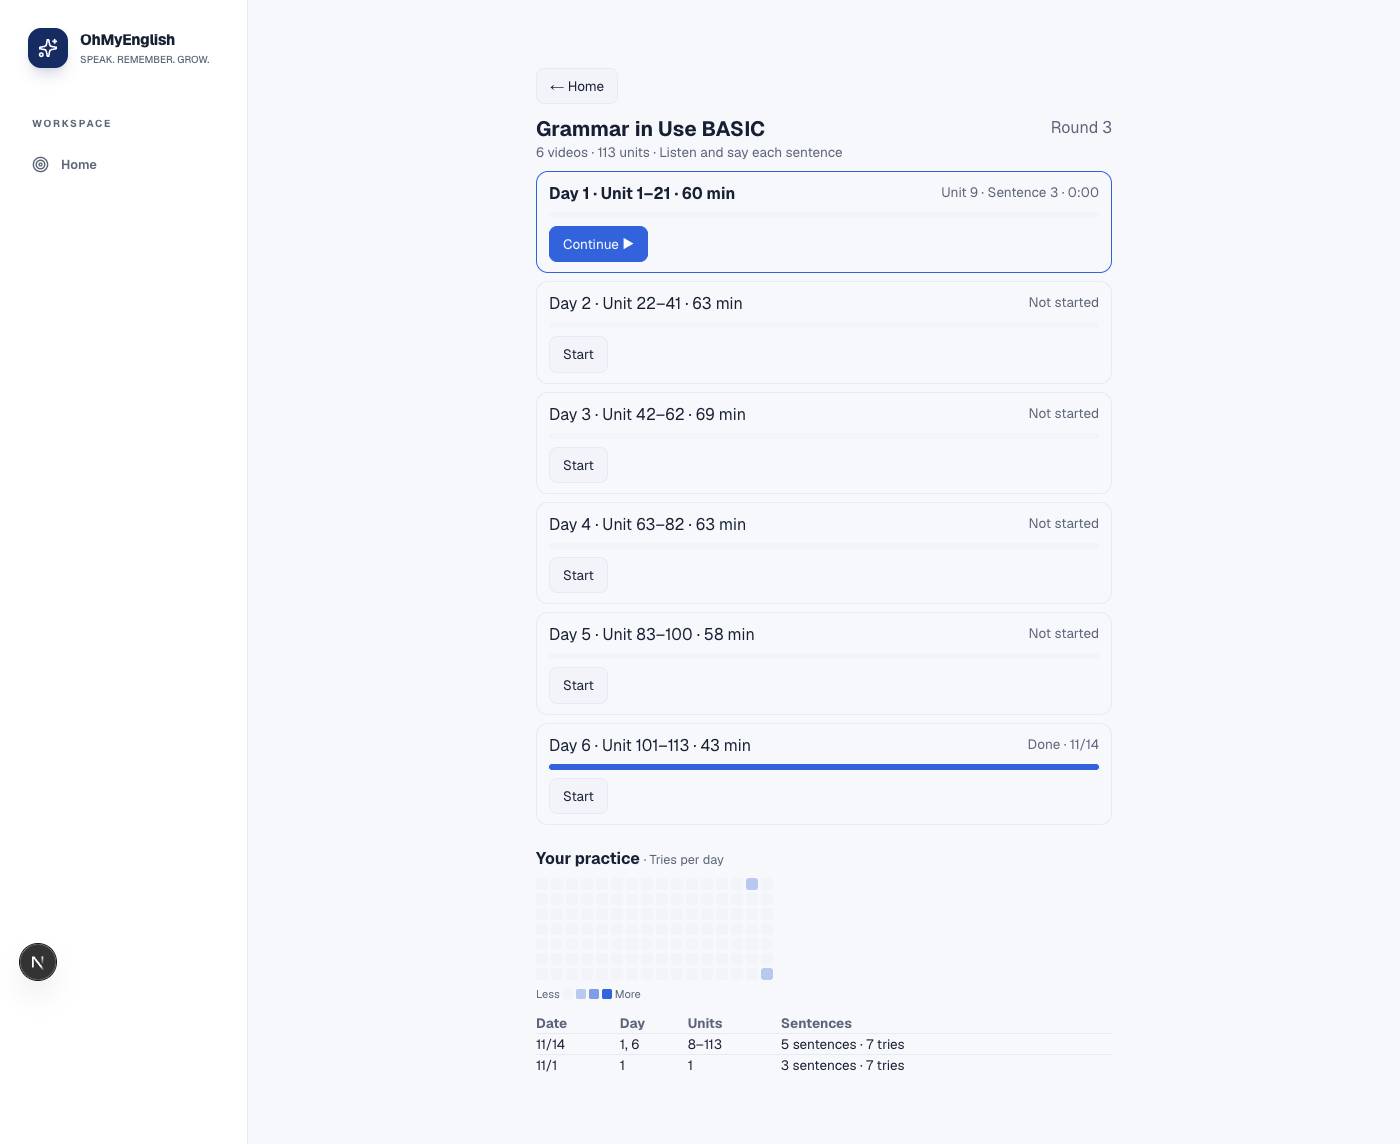 OhMyEnglish
SPEAK. REMEMBER. GROW.
WORKSPACE
Home
← Home
Grammar in Use BASIC
Round 3
6 videos · 113 units · Listen and say each sentence
Day 1 · Unit 1–21 · 60 min
Unit 9 · Sentence 3 · 0:00
Continue ▶
Day 2 · Unit 22–41 · 63 min
Not started
Start
Day 3 · Unit 42–62 · 69 min
Not started
Start
Day 4 · Unit 63–82 · 63 min
Not started
Start
Day 5 · Unit 83–100 · 58 min
Not started
Start
Day 6 · Unit 101–113 · 43 min
Done · 11/14
Start
Your practice · Tries per day
Less More
Date Day Units Sentences
11/14 1, 6 8–113 5 sentences · 7 tries
11/1 1 1 3 sentences · 7 tries
N